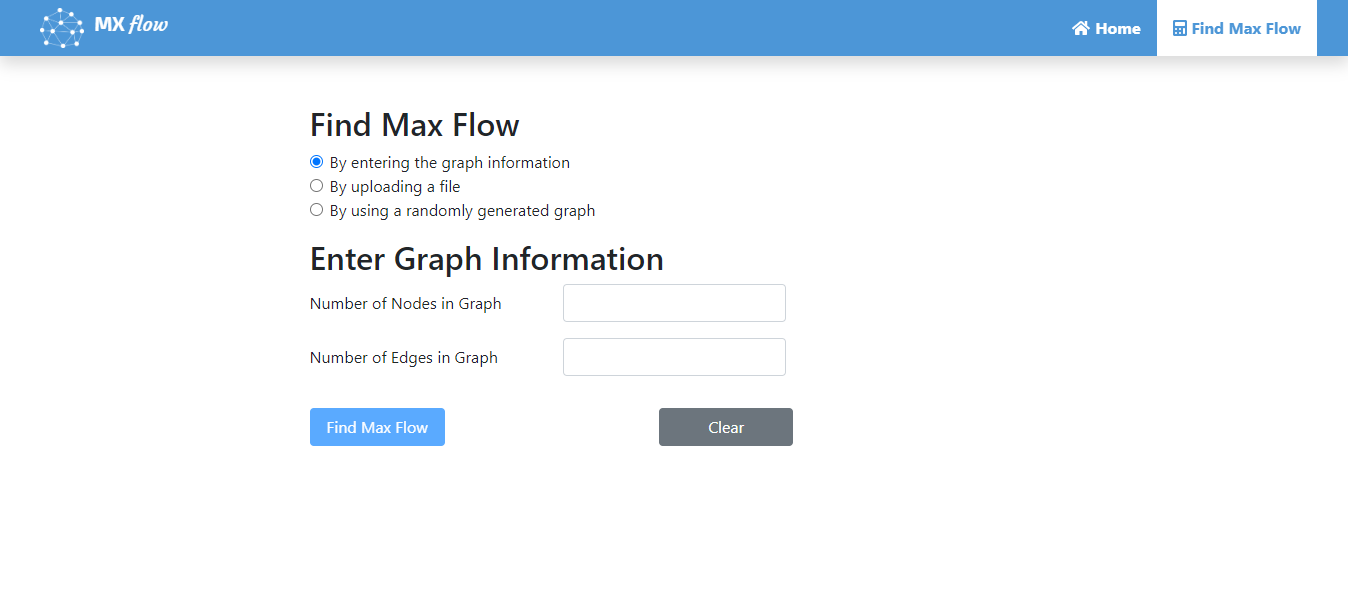 MX flow
Home
Find Max Flow
Find Max Flow
By entering the graph information
By uploading a file
By using a randomly generated graph
Enter Graph Information
Number of Nodes in Graph
Number of Edges in Graph
Find Max Flow
Clear